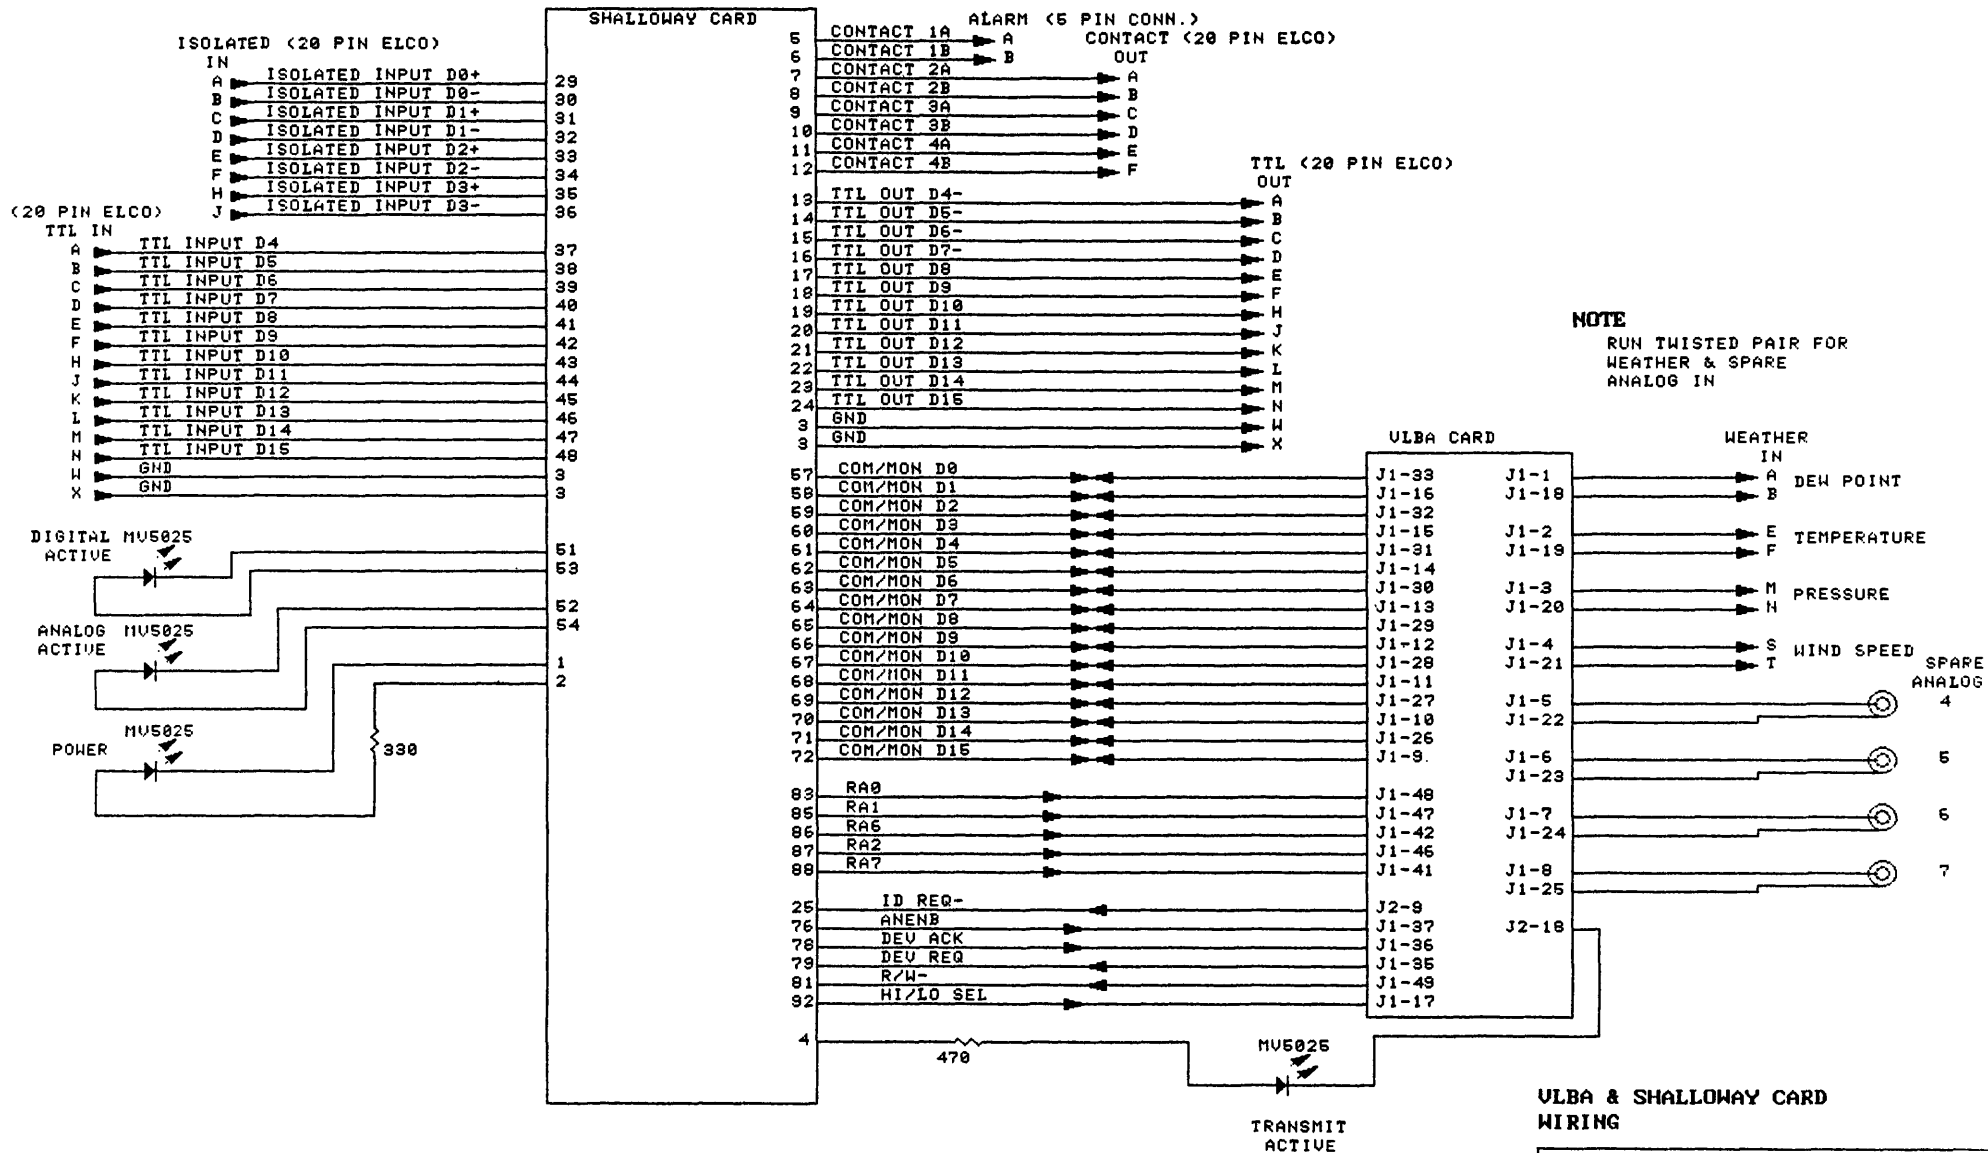 SHALLOWAY CARD
ISOLATED (20 PIN ELCO)
IN
A ISOLATED INPUT D0+ 29
B ISOLATED INPUT D0- 30
C ISOLATED INPUT D1+ 31
D ISOLATED INPUT D1- 32
E ISOLATED INPUT D2+ 33
F ISOLATED INPUT D2- 34
H ISOLATED INPUT D3+ 35
J ISOLATED INPUT D3- 36
(20 PIN ELCO)
TTL IN
A TTL INPUT D4 37
B TTL INPUT D5 38
C TTL INPUT D6 39
D TTL INPUT D7 40
E TTL INPUT D8 41
F TTL INPUT D9 42
H TTL INPUT D10 43
J TTL INPUT D11 44
K TTL INPUT D12 45
L TTL INPUT D13 46
M TTL INPUT D14 47
N TTL INPUT D15 48
W GND 3
X GND 3
DIGITAL MV5025
ACTIVE
51
53
ANALOG MV5025
ACTIVE
52
54
POWER MV5025
1
2
330
ALARM (5 PIN CONN.)
5 CONTACT 1A A
6 CONTACT 1B B
CONTACT (20 PIN ELCO)
OUT
7 CONTACT 2A A
8 CONTACT 2B B
9 CONTACT 3A C
10 CONTACT 3B D
11 CONTACT 4A E
12 CONTACT 4B F
TTL (20 PIN ELCO)
OUT
13 TTL OUT D4- A
14 TTL OUT D5- B
15 TTL OUT D6- C
16 TTL OUT D7- D
17 TTL OUT D8 E
18 TTL OUT D9 F
19 TTL OUT D10 H
20 TTL OUT D11 J
21 TTL OUT D12 K
22 TTL OUT D13 L
23 TTL OUT D14 M
24 TTL OUT D15 N
3 GND W
3 GND X
VLBA CARD
57 COM/MON D0 J1-33
58 COM/MON D1 J1-16
59 COM/MON D2 J1-32
60 COM/MON D3 J1-15
61 COM/MON D4 J1-31
62 COM/MON D5 J1-14
63 COM/MON D6 J1-30
64 COM/MON D7 J1-13
65 COM/MON D8 J1-29
66 COM/MON D9 J1-12
67 COM/MON D10 J1-28
68 COM/MON D11 J1-11
69 COM/MON D12 J1-27
70 COM/MON D13 J1-10
71 COM/MON D14 J1-26
72 COM/MON D15 J1-9
83 RA0 J1-48
85 RA1 J1-47
86 RA6 J1-42
87 RA2 J1-46
88 RA7 J1-41
25 ID REQ- J2-9
76 ANENB J1-37
78 DEV ACK J1-36
79 DEV REQ J1-35
81 R/W- J1-49
92 HI/LO SEL J1-17
4
470
MV5025
TRANSMIT
ACTIVE
NOTE
RUN TWISTED PAIR FOR
WEATHER & SPARE
ANALOG IN
WEATHER
IN
J1-1 A DEW POINT
J1-18 B
J1-2 E TEMPERATURE
J1-19 F
J1-3 M PRESSURE
J1-20 N
J1-4 S WIND SPEED
J1-21 T
SPARE
ANALOG
J1-5 4
J1-22
J1-6 5
J1-23
J1-7 6
J1-24
J1-8 7
J1-25
J2-18
VLBA & SHALLOWAY CARD
WIRING